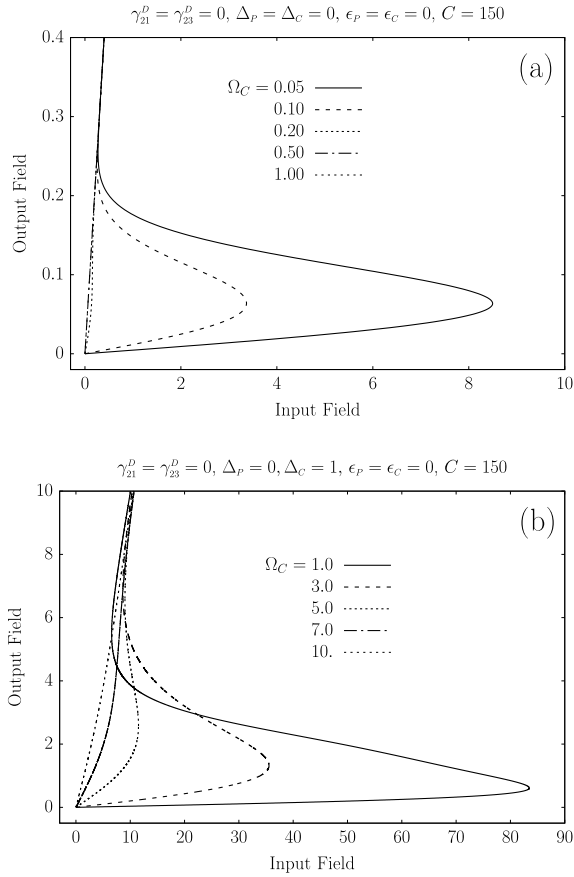 γ_21^D = γ_23^D = 0, Δ_P = Δ_C = 0, ϵ_P = ϵ_C = 0, C = 150
(a)
Ω_C = 0.05
0.10
0.20
0.50
1.00
Output Field
0.4
0.3
0.2
0.1
0
0 2 4 6 8 10
Input Field
γ_21^D = γ_23^D = 0, Δ_P = 0, Δ_C = 1, ϵ_P = ϵ_C = 0, C = 150
(b)
Ω_C = 1.0
3.0
5.0
7.0
10.
Output Field
10
8
6
4
2
0
0 10 20 30 40 50 60 70 80 90
Input Field